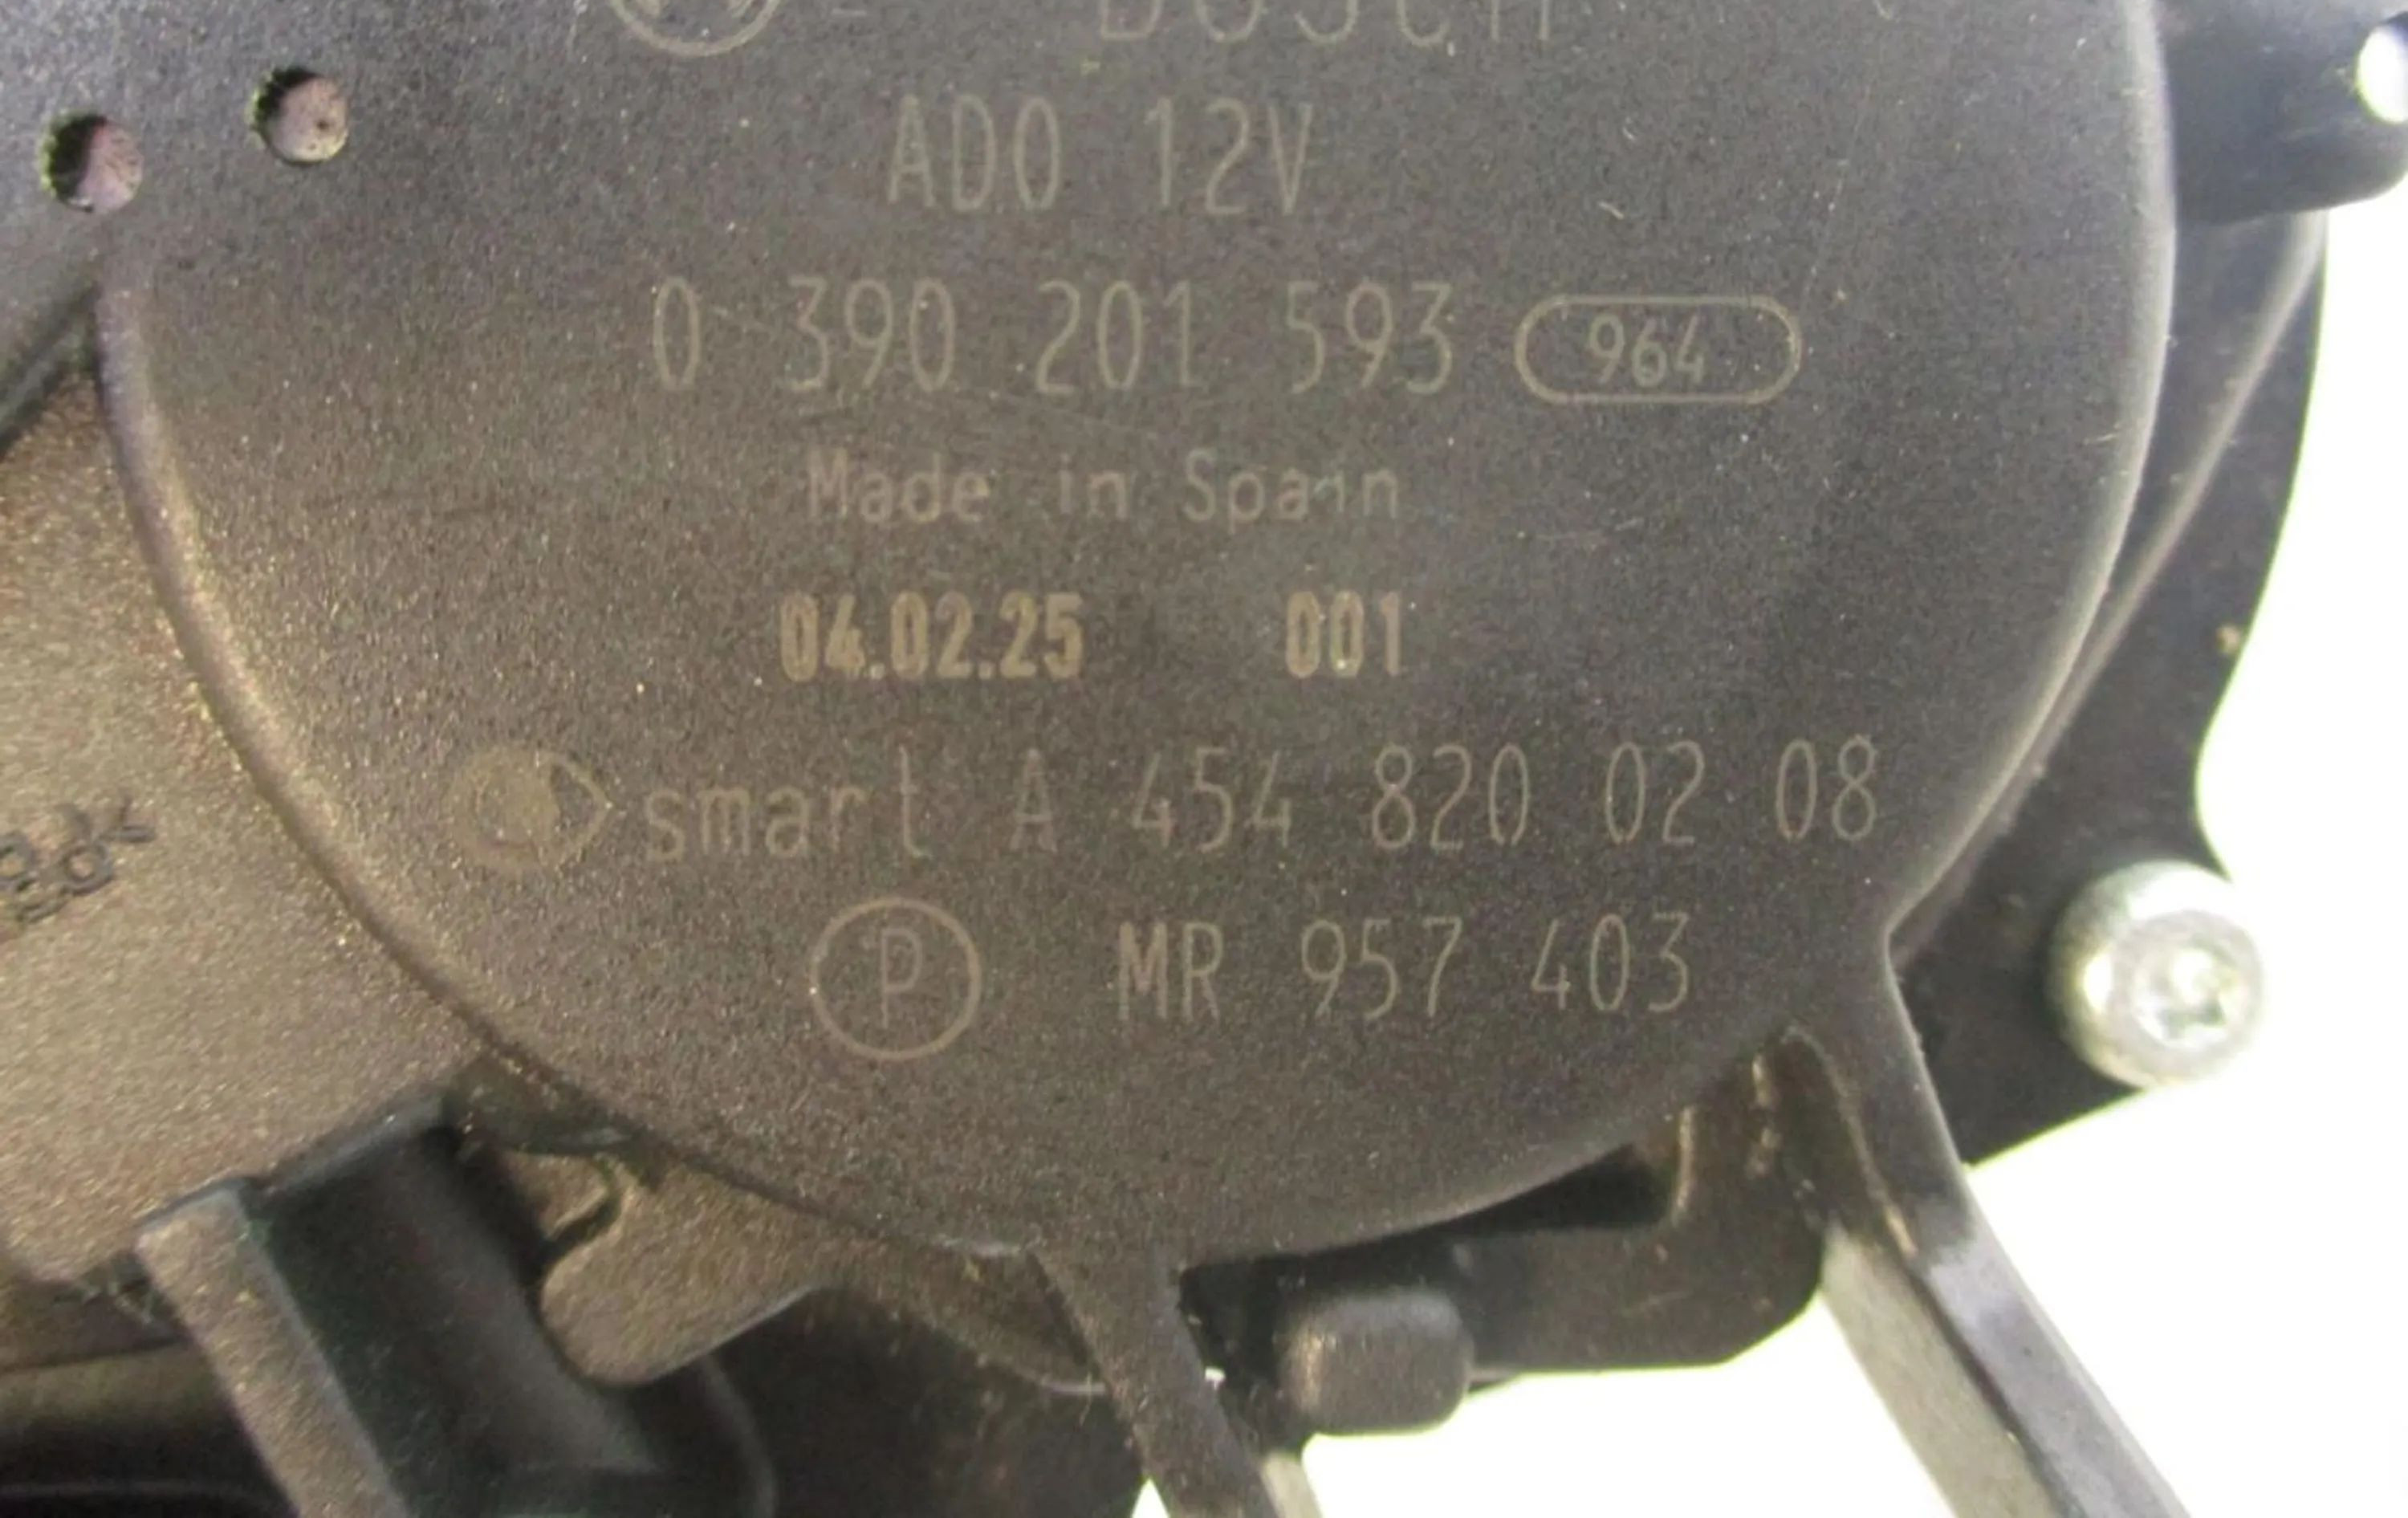 BOSCH
ADO 12V
0 390 201 593 964
Made in Spain
04.02.25 001
smart A 454 820 02 08
P MR 957 403